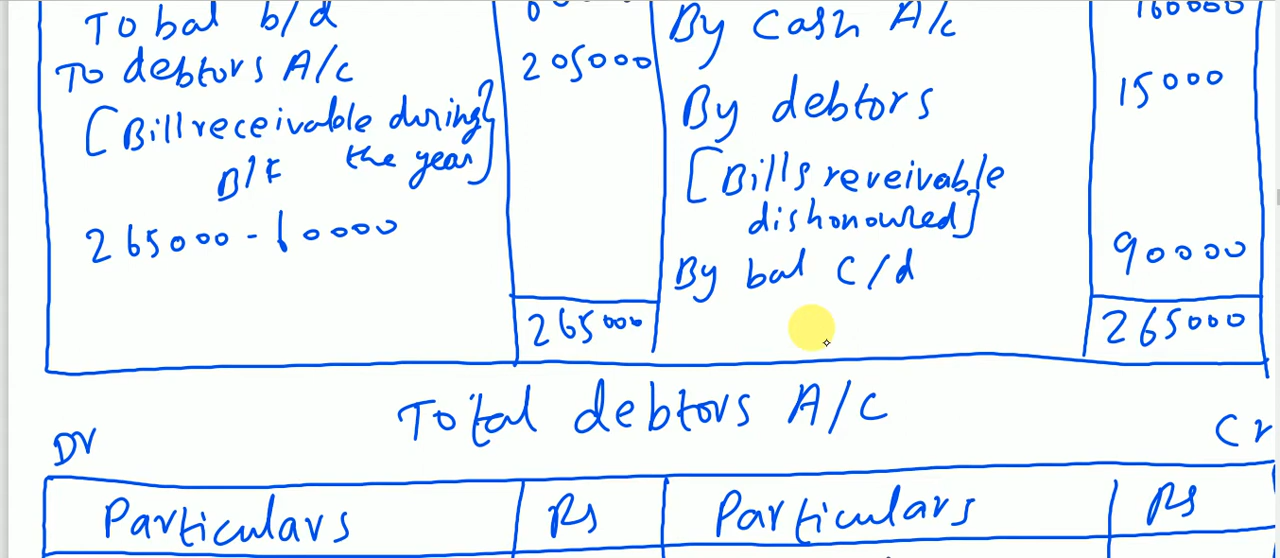 To bal b/d
By Cash A/c
160000
To debtors A/c
205000
By debtors
15000
[Bill receivable during
the year]
B/F
[Bills reveivable
dishonoured]
265000 - 60000
By bal C/d
90000
265000
265000
Total debtors A/C
Dr
Cr
Particulars
Rs
Particulars
Rs